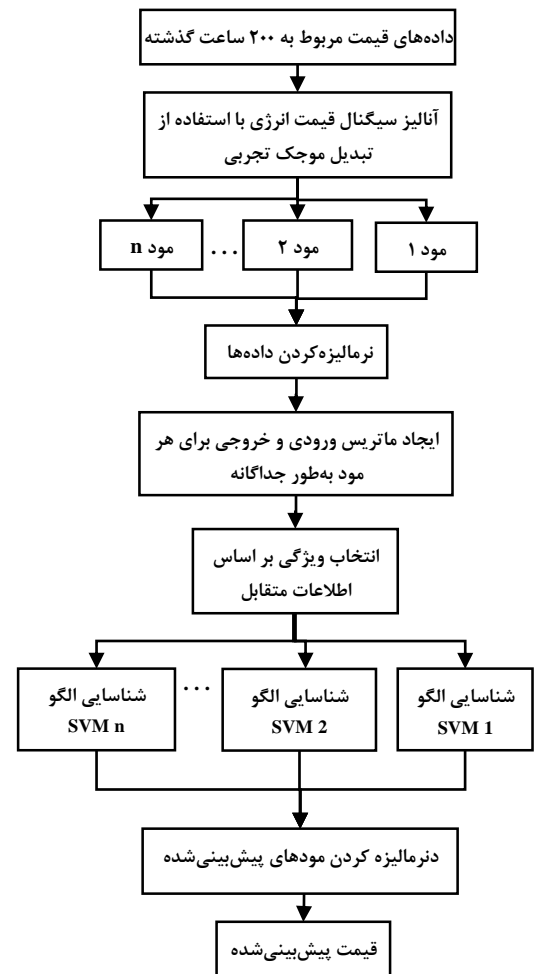 داده‌های قیمت مربوط به ۲۰۰ ساعت گذشته
آنالیز سیگنال قیمت انرژی با استفاده از
تبدیل موجک تجربی
مود ۱
مود ۲
...
مود n
نرمالیزه‌کردن داده‌ها
ایجاد ماتریس ورودی و خروجی برای هر
مود به‌طور جداگانه
انتخاب ویژگی بر اساس
اطلاعات متقابل
شناسایی الگو
SVM 1
شناسایی الگو
SVM 2
...
شناسایی الگو
SVM n
دنرمالیزه کردن مودهای پیش‌بینی‌شده
قیمت پیش‌بینی‌شده